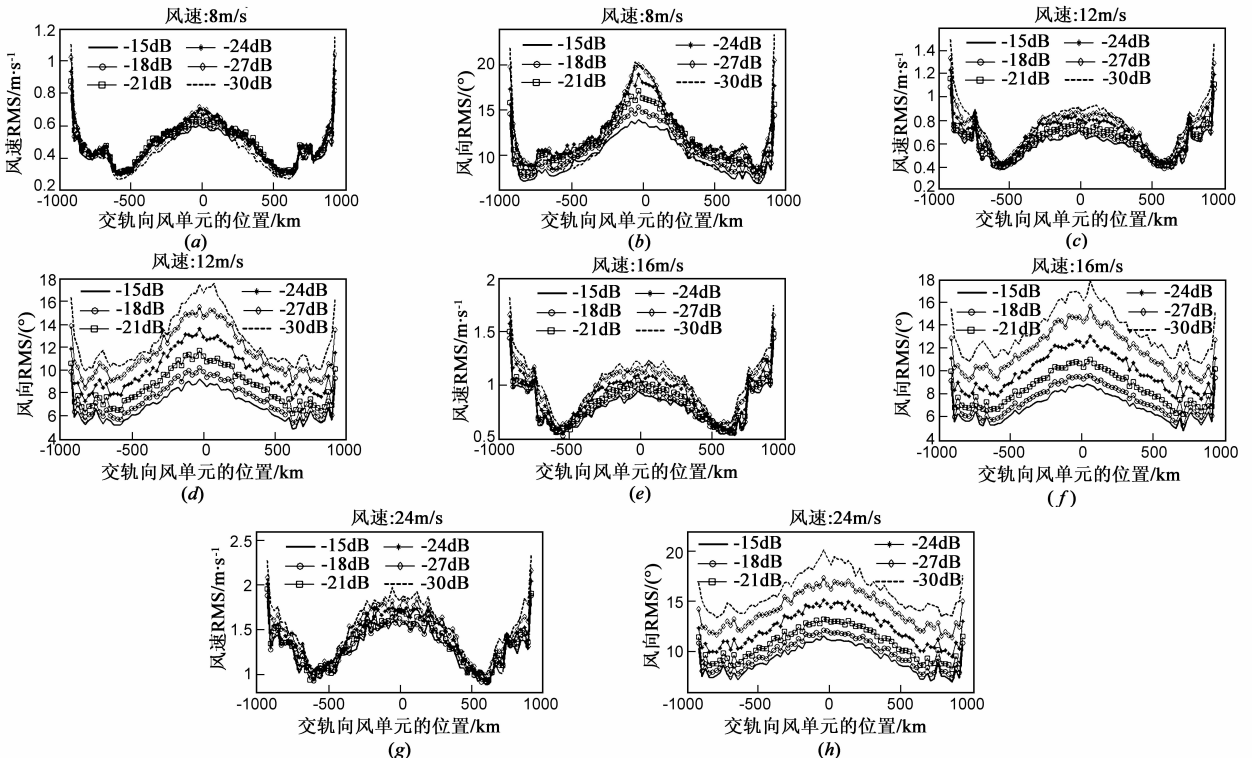 风速:8m/s
风速RMS/m·s-1
1.2
1
0.8
0.6
0.4
0.2
-15dB
-18dB
-21dB
-24dB
-27dB
-30dB
-1000
-500
0
500
1000
交轨向风单元的位置/km
(a)
风速:8m/s
风向RMS/(°)
20
15
10
-15dB
-18dB
-21dB
-24dB
-27dB
-30dB
-1000
-500
0
500
1000
交轨向风单元的位置/km
(b)
风速:12m/s
风速RMS/m·s-1
1.4
1.2
1
0.8
0.6
0.4
0.2
-15dB
-18dB
-21dB
-24dB
-27dB
-30dB
-1000
-500
0
500
1000
交轨向风单元的位置/km
(c)
风速:12m/s
风向RMS/(°)
18
16
14
12
10
8
6
4
-15dB
-18dB
-21dB
-24dB
-27dB
-30dB
-1000
-500
0
500
1000
交轨向风单元的位置/km
(d)
风速:16m/s
风速RMS/m·s-1
2
1.5
1
0.5
-15dB
-18dB
-21dB
-24dB
-27dB
-30dB
-1000
-500
0
500
1000
交轨向风单元的位置/km
(e)
风速:16m/s
风向RMS/(°)
18
16
14
12
10
8
6
4
-15dB
-18dB
-21dB
-24dB
-27dB
-30dB
-1000
-500
0
500
1000
交轨向风单元的位置/km
(f)
风速:24m/s
风速RMS/m·s-1
2.5
2
1.5
1
-15dB
-18dB
-21dB
-24dB
-27dB
-30dB
-1000
-500
0
500
1000
交轨向风单元的位置/km
(g)
风速:24m/s
风向RMS/(°)
20
15
10
-15dB
-18dB
-21dB
-24dB
-27dB
-30dB
-1000
-500
0
500
1000
交轨向风单元的位置/km
(h)